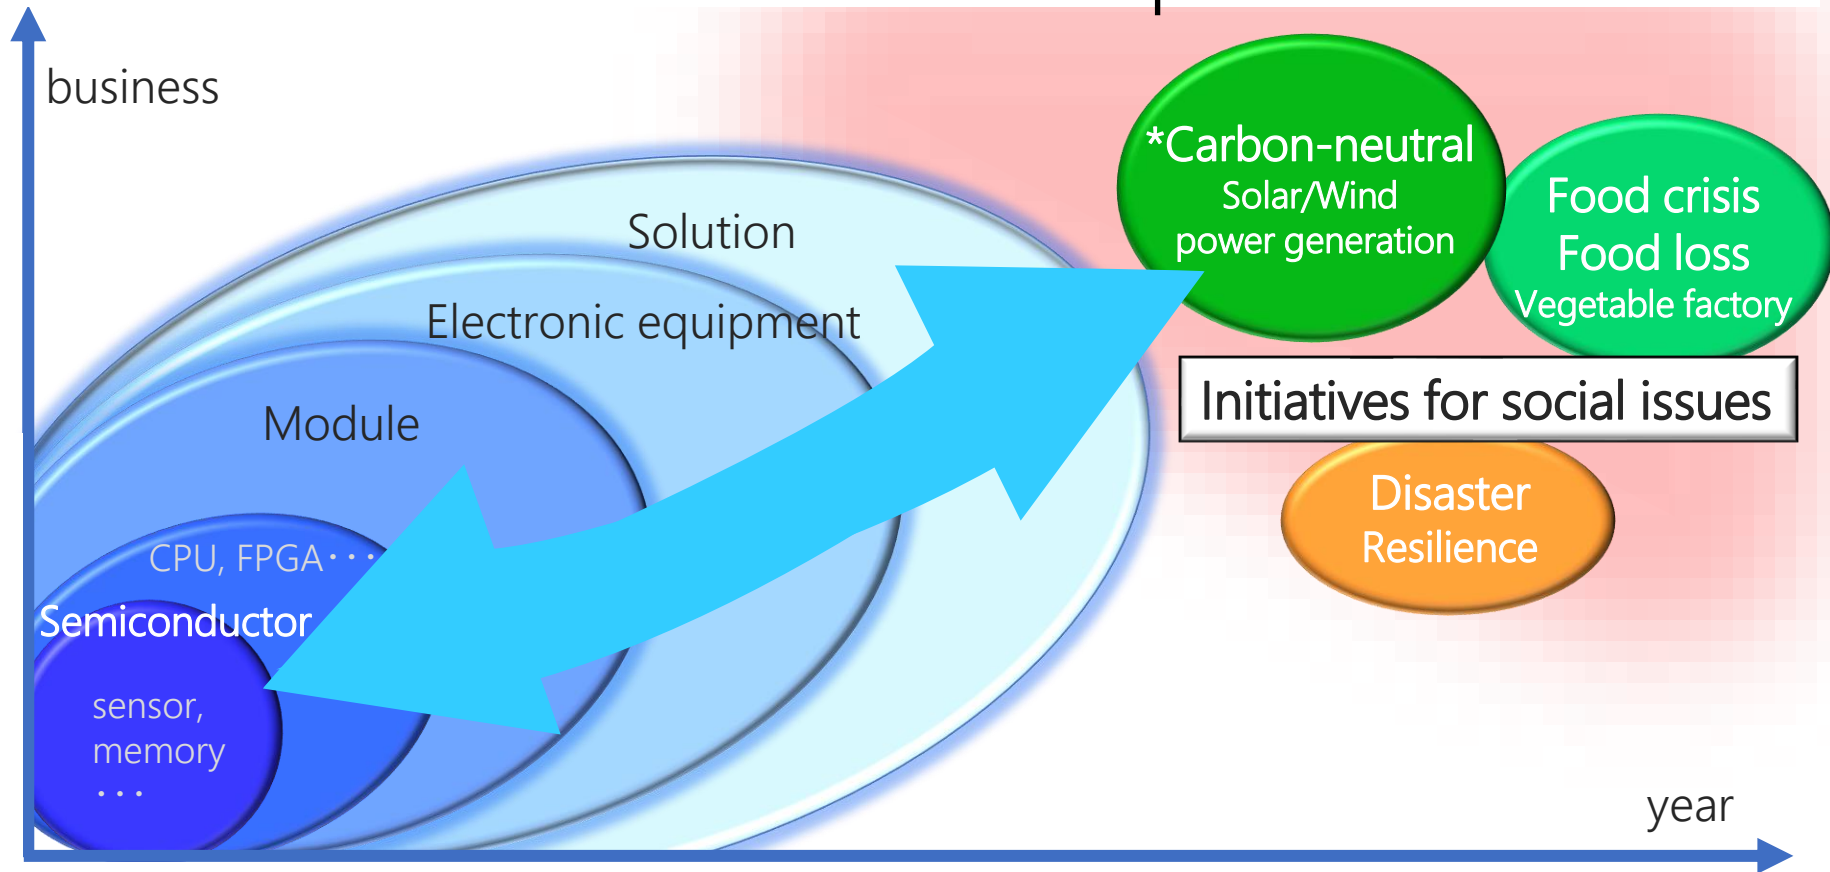 business
*Carbon-neutral
Solar/Wind
power generation
Food crisis
Food loss
Vegetable factory
Solution
Electronic equipment
Initiatives for social issues
Module
Disaster
Resilience
CPU, FPGA・・・
Semiconductor
sensor,
memory
・・・
year